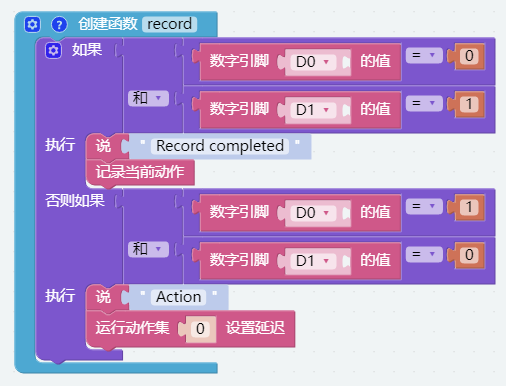 创建函数 record
如果 数字引脚 D0 的值 = 0
和 数字引脚 D1 的值 = 1
执行 说 " Record completed "
记录当前动作
否则如果 数字引脚 D0 的值 = 1
和 数字引脚 D1 的值 = 0
执行 说 " Action "
运行动作集 0 设置延迟